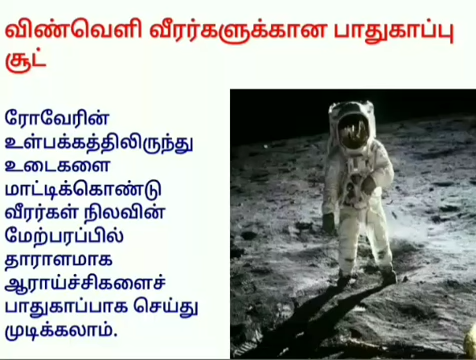 விண்வெளி வீரர்களுக்கான பாதுகாப்பு
சூட்
ரோவேரின்
உள்பக்கத்திலிருந்து
உடைகளை
மாட்டிக்கொண்டு
வீரர்கள் நிலவின்
மேற்பரப்பில்
தாராளமாக
ஆராய்ச்சிகளைச்
பாதுகாப்பாக செய்து
முடிக்கலாம்.